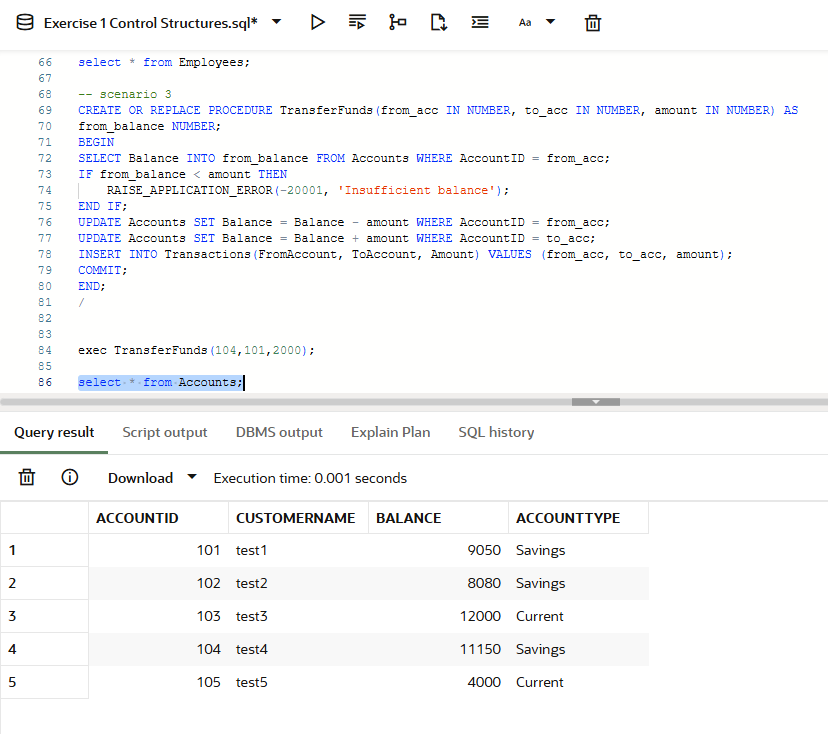 Exercise 1 Control Structures.sql* Aa
66 select * from Employees;
67
68 -- scenario 3
69 CREATE OR REPLACE PROCEDURE TransferFunds(from_acc IN NUMBER, to_acc IN NUMBER, amount IN NUMBER) AS
70 from_balance NUMBER;
71 BEGIN
72 SELECT Balance INTO from_balance FROM Accounts WHERE AccountID = from_acc;
73 IF from_balance < amount THEN
74 RAISE_APPLICATION_ERROR(-20001, 'Insufficient balance');
75 END IF;
76 UPDATE Accounts SET Balance = Balance - amount WHERE AccountID = from_acc;
77 UPDATE Accounts SET Balance = Balance + amount WHERE AccountID = to_acc;
78 INSERT INTO Transactions(FromAccount, ToAccount, Amount) VALUES (from_acc, to_acc, amount);
79 COMMIT;
80 END;
81 /
82
83
84 exec TransferFunds(104,101,2000);
85
86 select * from Accounts;
Query result Script output DBMS output Explain Plan SQL history
Download Execution time: 0.001 seconds
ACCOUNTID CUSTOMERNAME BALANCE ACCOUNTTYPE
1 101 test1 9050 Savings
2 102 test2 8080 Savings
3 103 test3 12000 Current
4 104 test4 11150 Savings
5 105 test5 4000 Current